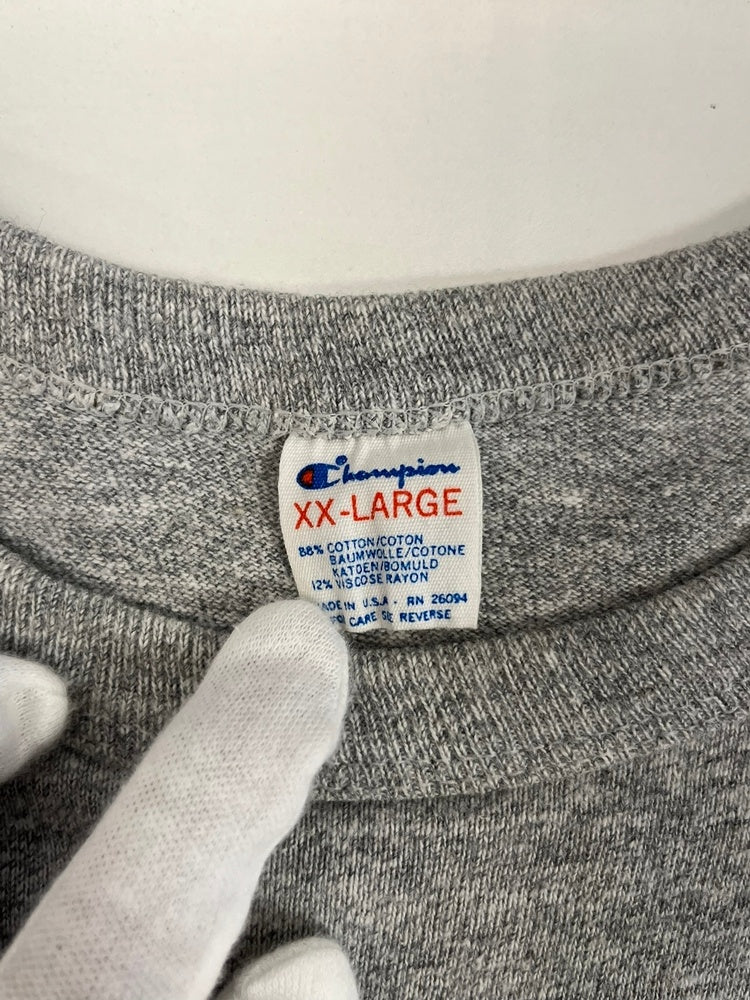 Champion
XX-LARGE
88% COTTON/COTON
BAUMWOLLE/COTONE
KATOEN/BOMULD
12% VISCOSE RAYON
ADE IN U.S.A. - RN 26094
CARE SEE REVERSE